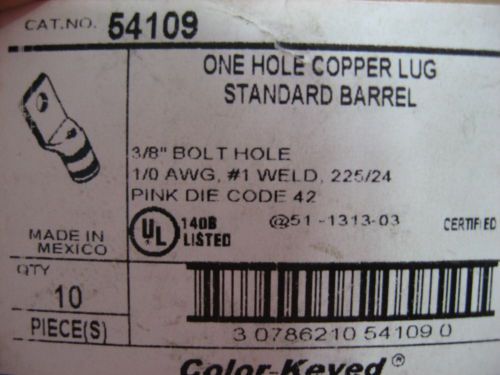 CAT.NO. 54109
ONE HOLE COPPER LUG
STANDARD BARREL
3/8" BOLT HOLE
1/0 AWG, #1 WELD, 225/24
PINK DIE CODE 42
UL 140B LISTED
@51-1313-03
CERTIFIED
MADE IN
MEXICO
QTY
10
PIECE(S)
3 0786210 54109 0
Color-Keyed®